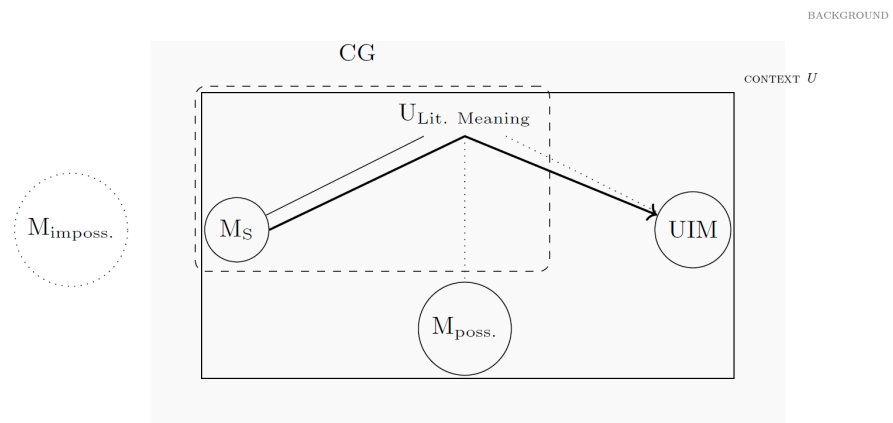 BACKGROUND
CG
CONTEXT U
U_Lit. Meaning
M_imposs.
M_S
UIM
M_poss.